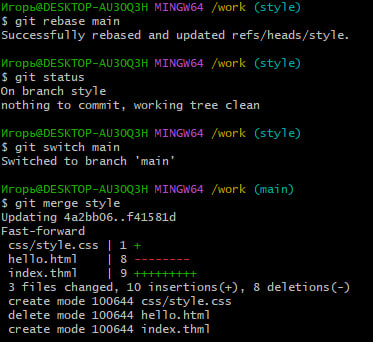 Игорь@DESKTOP-AU3OQ3H MINGW64 /work (style)
$ git rebase main
Successfully rebased and updated refs/heads/style.
Игорь@DESKTOP-AU3OQ3H MINGW64 /work (style)
$ git status
On branch style
nothing to commit, working tree clean
Игорь@DESKTOP-AU3OQ3H MINGW64 /work (style)
$ git switch main
Switched to branch 'main'
Игорь@DESKTOP-AU3OQ3H MINGW64 /work (main)
$ git merge style
Updating 4a2bb06..f41581d
Fast-forward
 css/style.css | 1 +
 hello.html    | 8 --------
 index.thml    | 9 +++++++++
 3 files changed, 10 insertions(+), 8 deletions(-)
 create mode 100644 css/style.css
 delete mode 100644 hello.html
 create mode 100644 index.thml